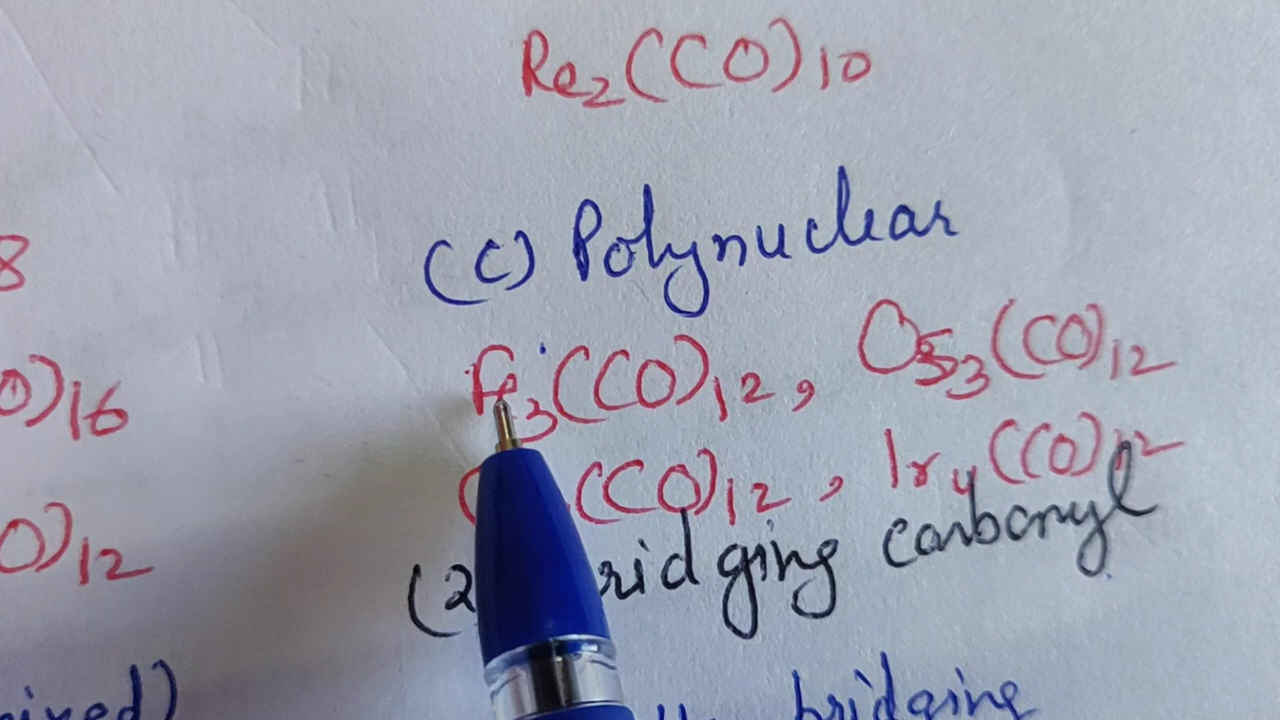 Re2(CO)10
(C) Polynuclear
8
Fe3(CO)12, Os3(CO)12
O)16
(CO)12, Ir4(CO)12
O)12
(2) ridging carbonyl
bridging